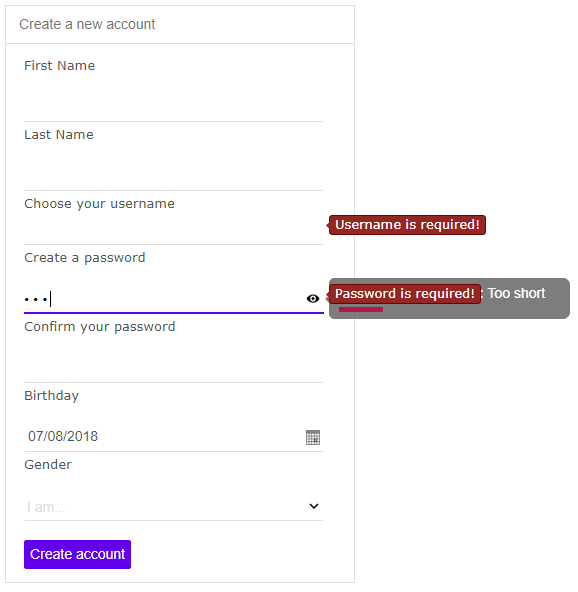 Create a new account
First Name
Last Name
Choose your username
Username is required!
Create a password
Password is required! : Too short
Confirm your password
Birthday
07/08/2018
Gender
I am...
Create account